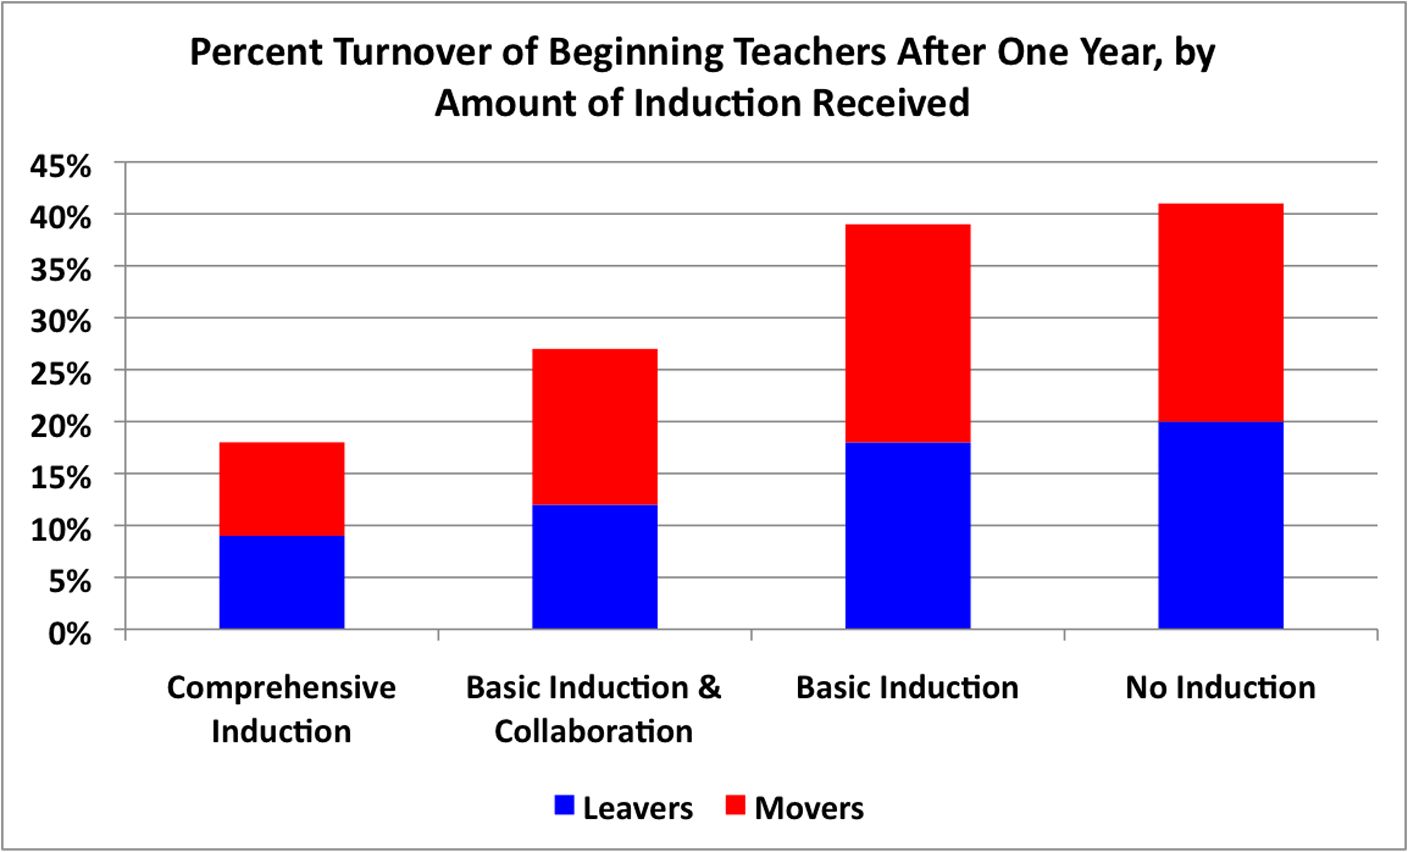 Percent Turnover of Beginning Teachers After One Year, by
Amount of Induction Received
45%
40%
35%
30%
25%
20%
15%
10%
5%
0%
Comprehensive
Induction
Basic Induction &
Collaboration
Basic Induction
No Induction
Leavers
Movers